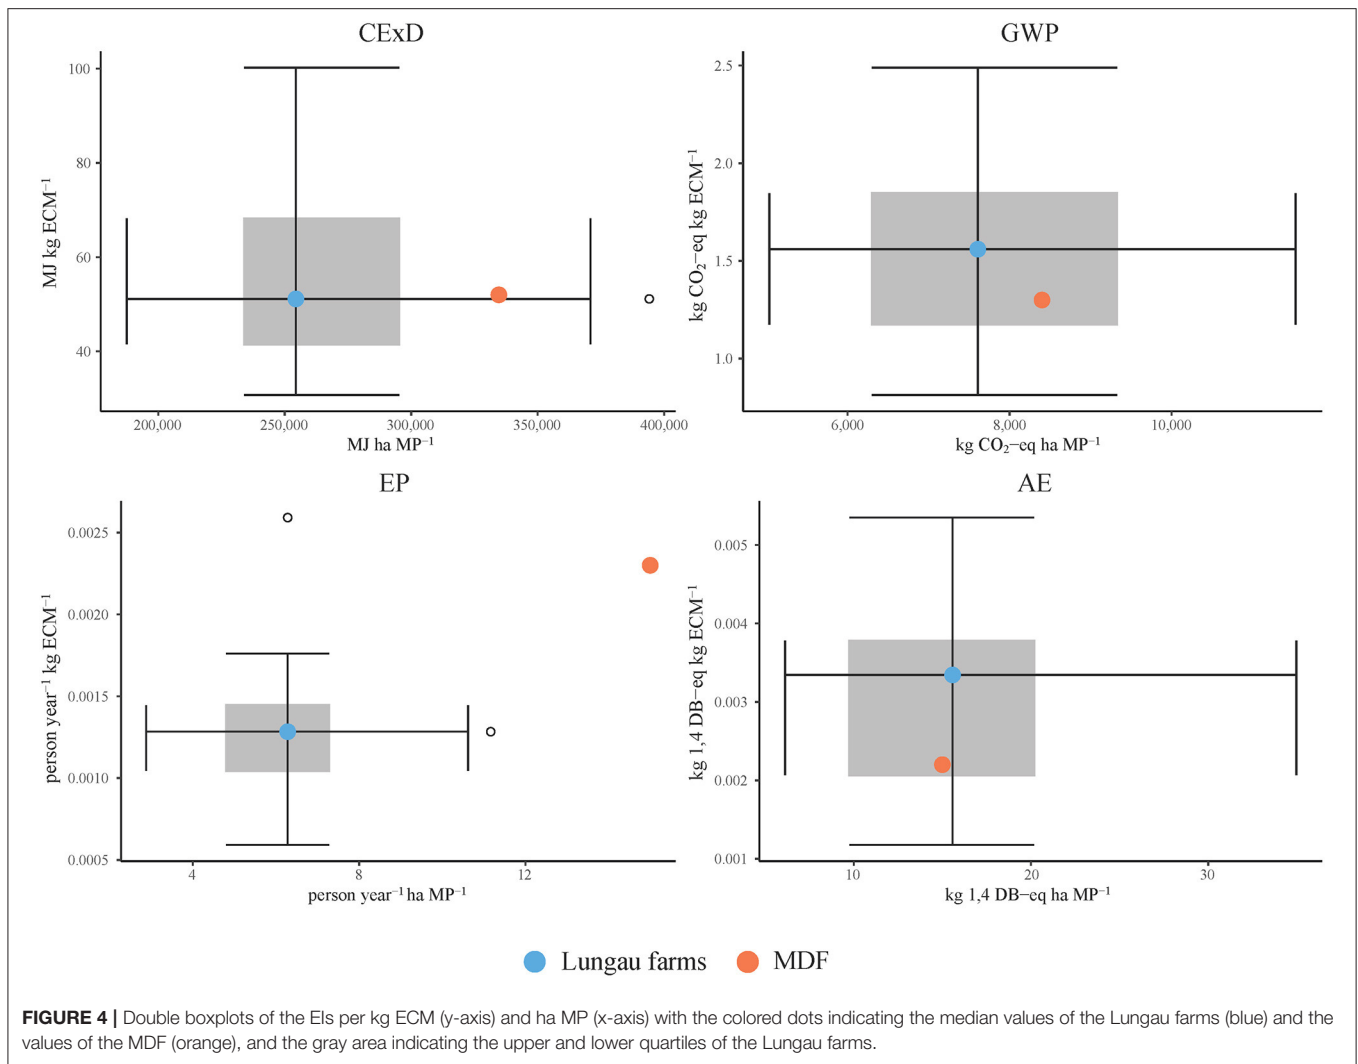 CExD
100
80
60
40
MJ kg ECM⁻¹
200,000 250,000 300,000 350,000 400,000
MJ ha MP⁻¹
GWP
2.5
2.0
1.5
1.0
kg CO₂−eq kg ECM⁻¹
6,000 8,000 10,000
kg CO₂−eq ha MP⁻¹
EP
0.0025
0.0020
0.0015
0.0010
0.0005
person year⁻¹ kg ECM⁻¹
4 8 12
person year⁻¹ ha MP⁻¹
AE
0.005
0.004
0.003
0.002
0.001
kg 1,4 DB−eq kg ECM⁻¹
10 20 30
kg 1,4 DB−eq ha MP⁻¹
Lungau farms MDF
FIGURE 4 | Double boxplots of the EIs per kg ECM (y-axis) and ha MP (x-axis) with the colored dots indicating the median values of the Lungau farms (blue) and the
values of the MDF (orange), and the gray area indicating the upper and lower quartiles of the Lungau farms.